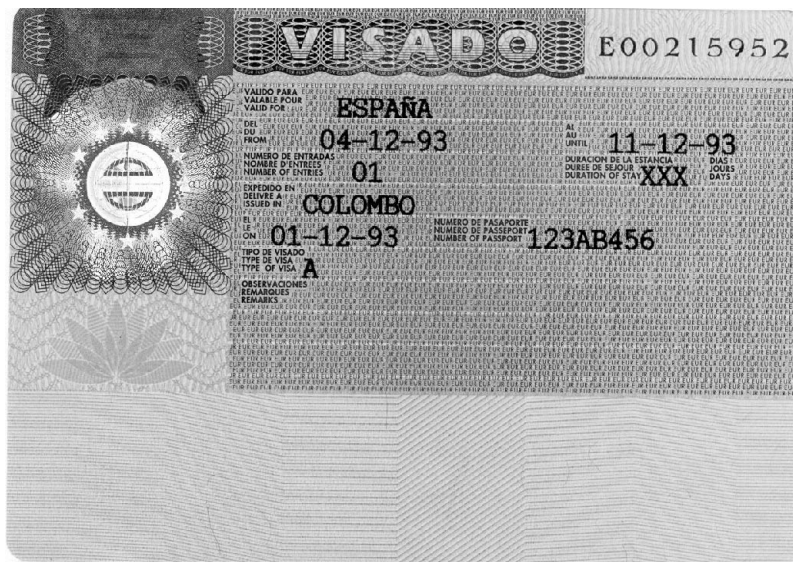 VISADO
E00215952
VALIDO PARA
VALABLE POUR
VALID FOR
ESPAÑA
DEL
DU
FROM
04-12-93
AL
AU
UNTIL
11-12-93
NUMERO DE ENTRADAS
NOMBRE D'ENTREES
NUMBER OF ENTRIES
01
DURACION DE LA ESTANCIA
DUREE DE SEJOUR
DURATION OF STAY
XXX
DIAS
JOURS
DAYS
EXPEDIDO EN
DELIVRE A
ISSUED IN
COLOMBO
EL
LE
ON
01-12-93
NUMERO DE PASAPORTE
NUMERO DE PASSEPORT
NUMBER OF PASSPORT
123AB456
TIPO DE VISADO
TYPE DE VISA
TYPE OF VISA
A
OBSERVACIONES
REMARQUES
REMARKS